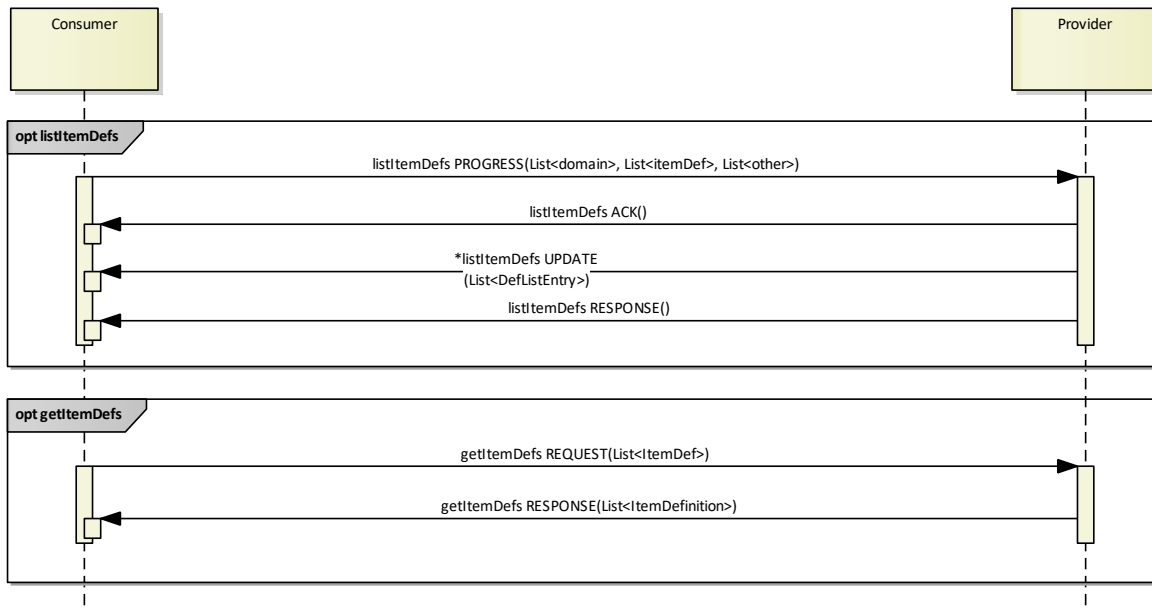 Consumer
Provider
opt listItemDefs
listItemDefs PROGRESS(List<domain>, List<itemDef>, List<other>)
listItemDefs ACK()
*listItemDefs UPDATE
(List<DefListEntry>)
listItemDefs RESPONSE()
opt getItemDefs
getItemDefs REQUEST(List<ItemDef>)
getItemDefs RESPONSE(List<ItemDefinition>)